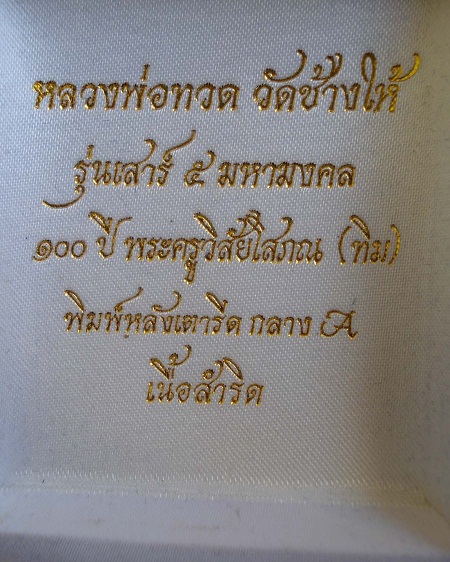 หลวงพ่อทวด วัดช้างให้
รุ่นเสาร์ ๕ มหามงคล
๑๐๐ ปี พระครูวิสัยโสภณ (ทิม)
พิมพ์หลังเตารีด กลาง A
เนื้อสำริด